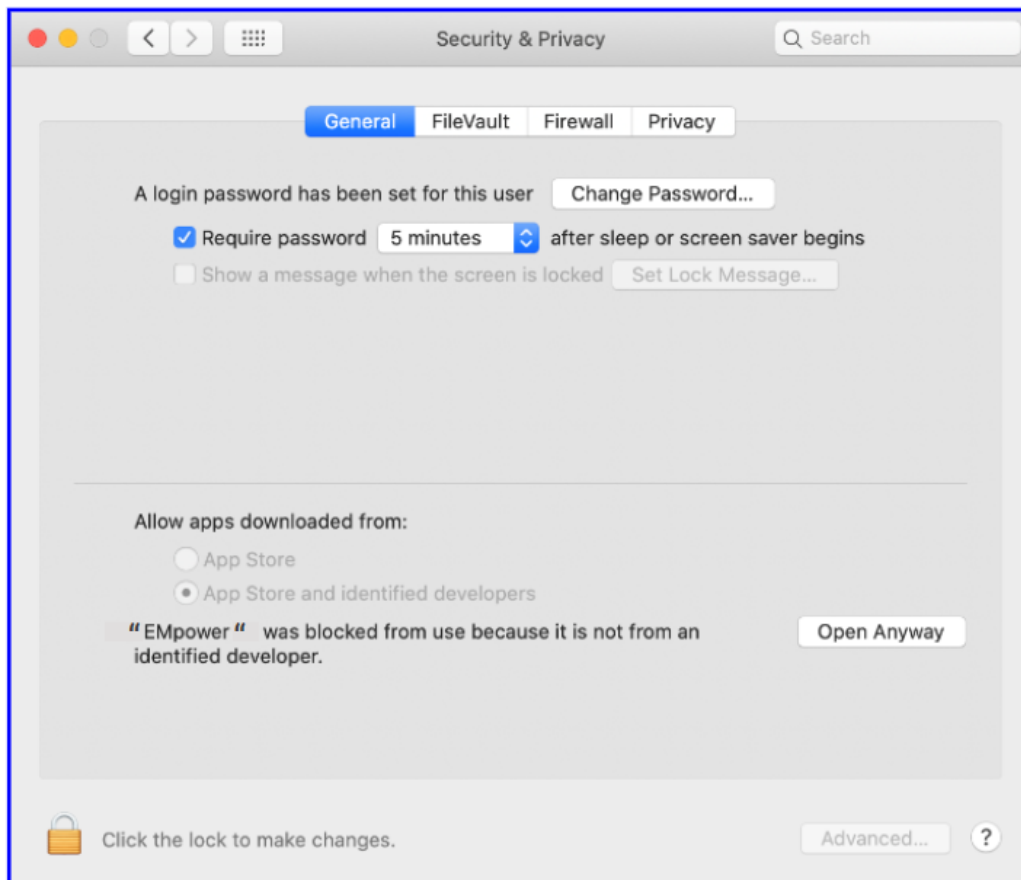 Security & Privacy
Search
General FileVault Firewall Privacy
A login password has been set for this user Change Password...
Require password 5 minutes after sleep or screen saver begins
Show a message when the screen is locked Set Lock Message...
Allow apps downloaded from:
App Store
App Store and identified developers
“EMpower “ was blocked from use because it is not from an Open Anyway
identified developer.
Click the lock to make changes. Advanced... ?